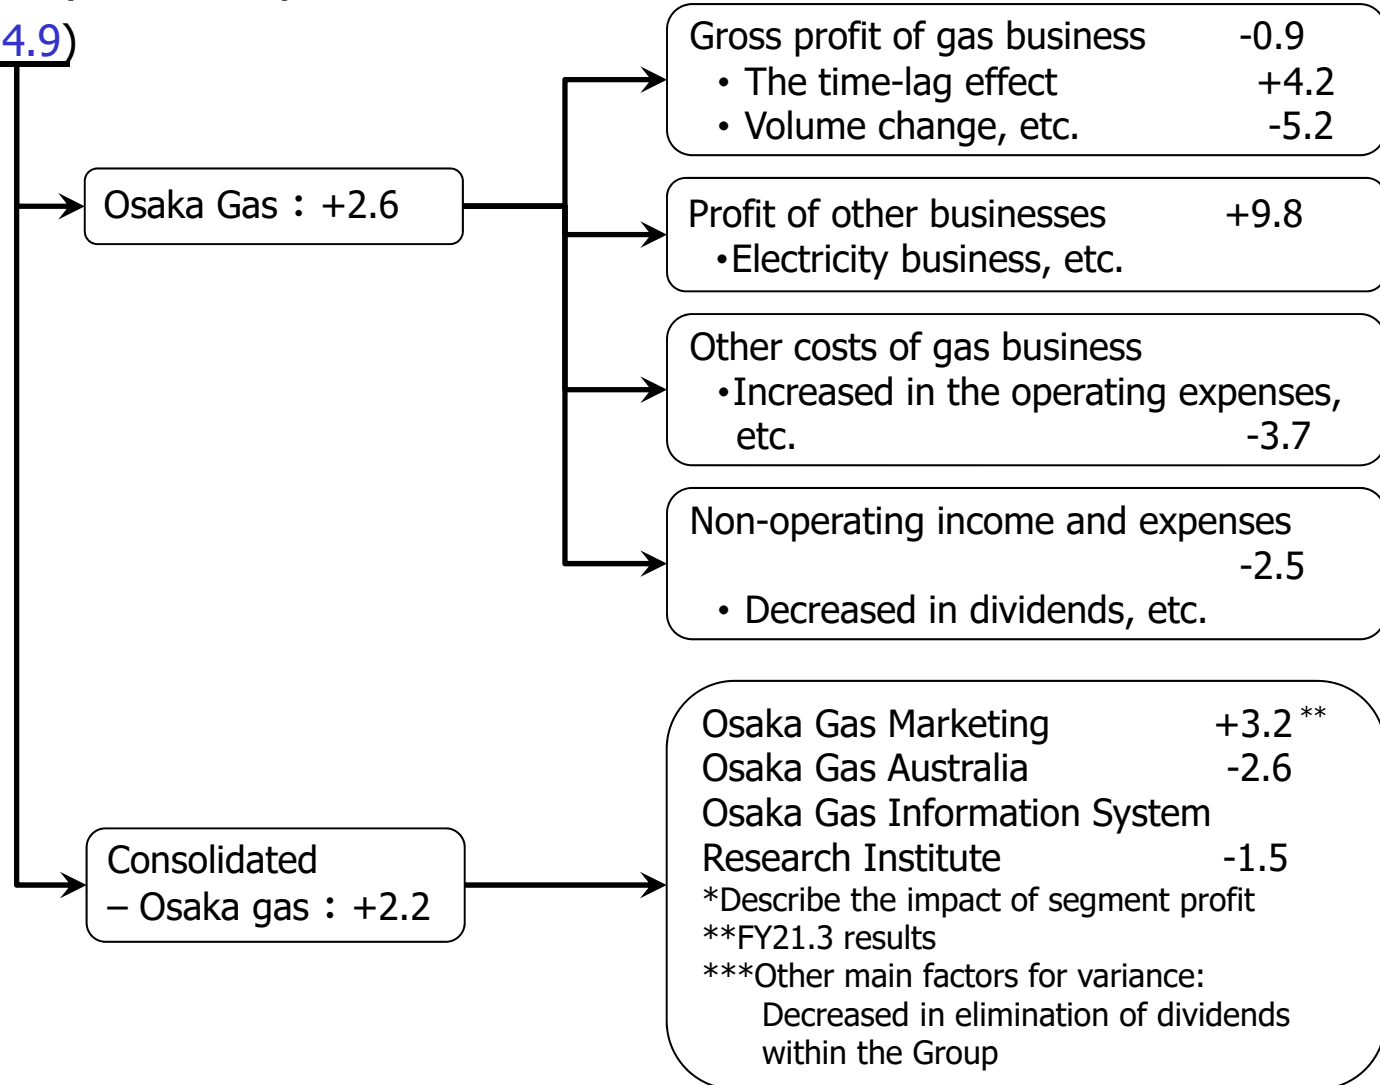 4.9)
Gross profit of gas business -0.9
・The time-lag effect +4.2
・Volume change, etc. -5.2
Osaka Gas：+2.6
Profit of other businesses +9.8
・Electricity business, etc.
Other costs of gas business
・Increased in the operating expenses,
etc. -3.7
Non-operating income and expenses
-2.5
・Decreased in dividends, etc.
Osaka Gas Marketing +3.2**
Osaka Gas Australia -2.6
Osaka Gas Information System
Research Institute -1.5
*Describe the impact of segment profit
**FY21.3 results
***Other main factors for variance:
Decreased in elimination of dividends
within the Group
Consolidated
– Osaka gas：+2.2